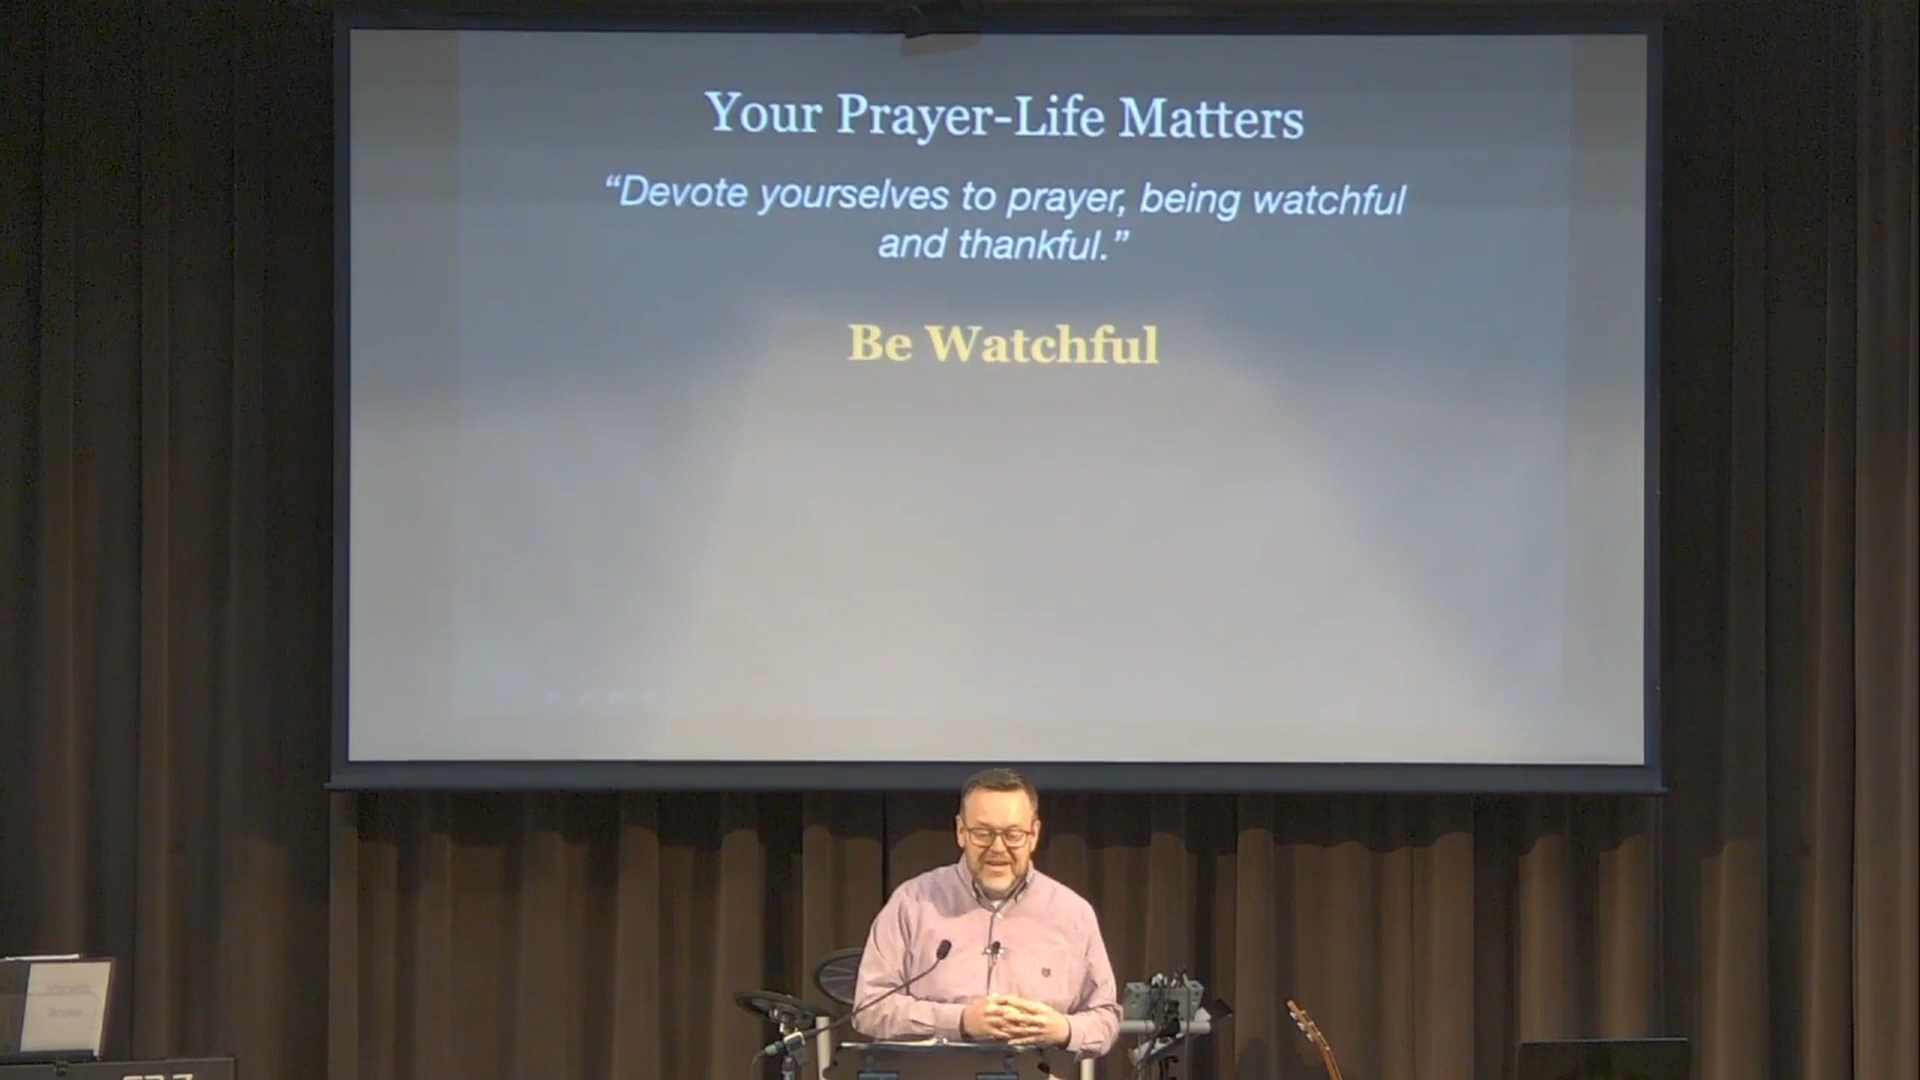 Your Prayer-Life Matters
“Devote yourselves to prayer, being watchful
and thankful.”
Be Watchful